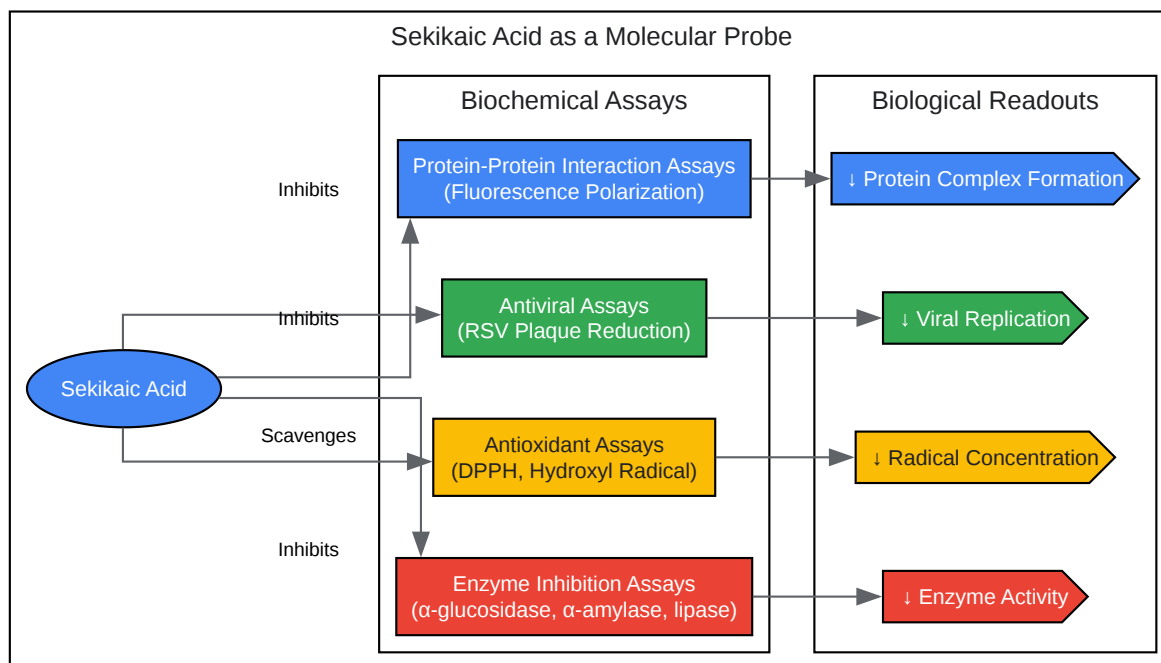 Sekikaic Acid as a Molecular Probe
Biochemical Assays
Biological Readouts
Protein-Protein Interaction Assays
(Fluorescence Polarization)
↓ Protein Complex Formation
Inhibits
Antiviral Assays
(RSV Plaque Reduction)
↓ Viral Replication
Inhibits
Sekikaic Acid
Scavenges
Antioxidant Assays
(DPPH, Hydroxyl Radical)
↓ Radical Concentration
Inhibits
Enzyme Inhibition Assays
(α-glucosidase, α-amylase, lipase)
↓ Enzyme Activity